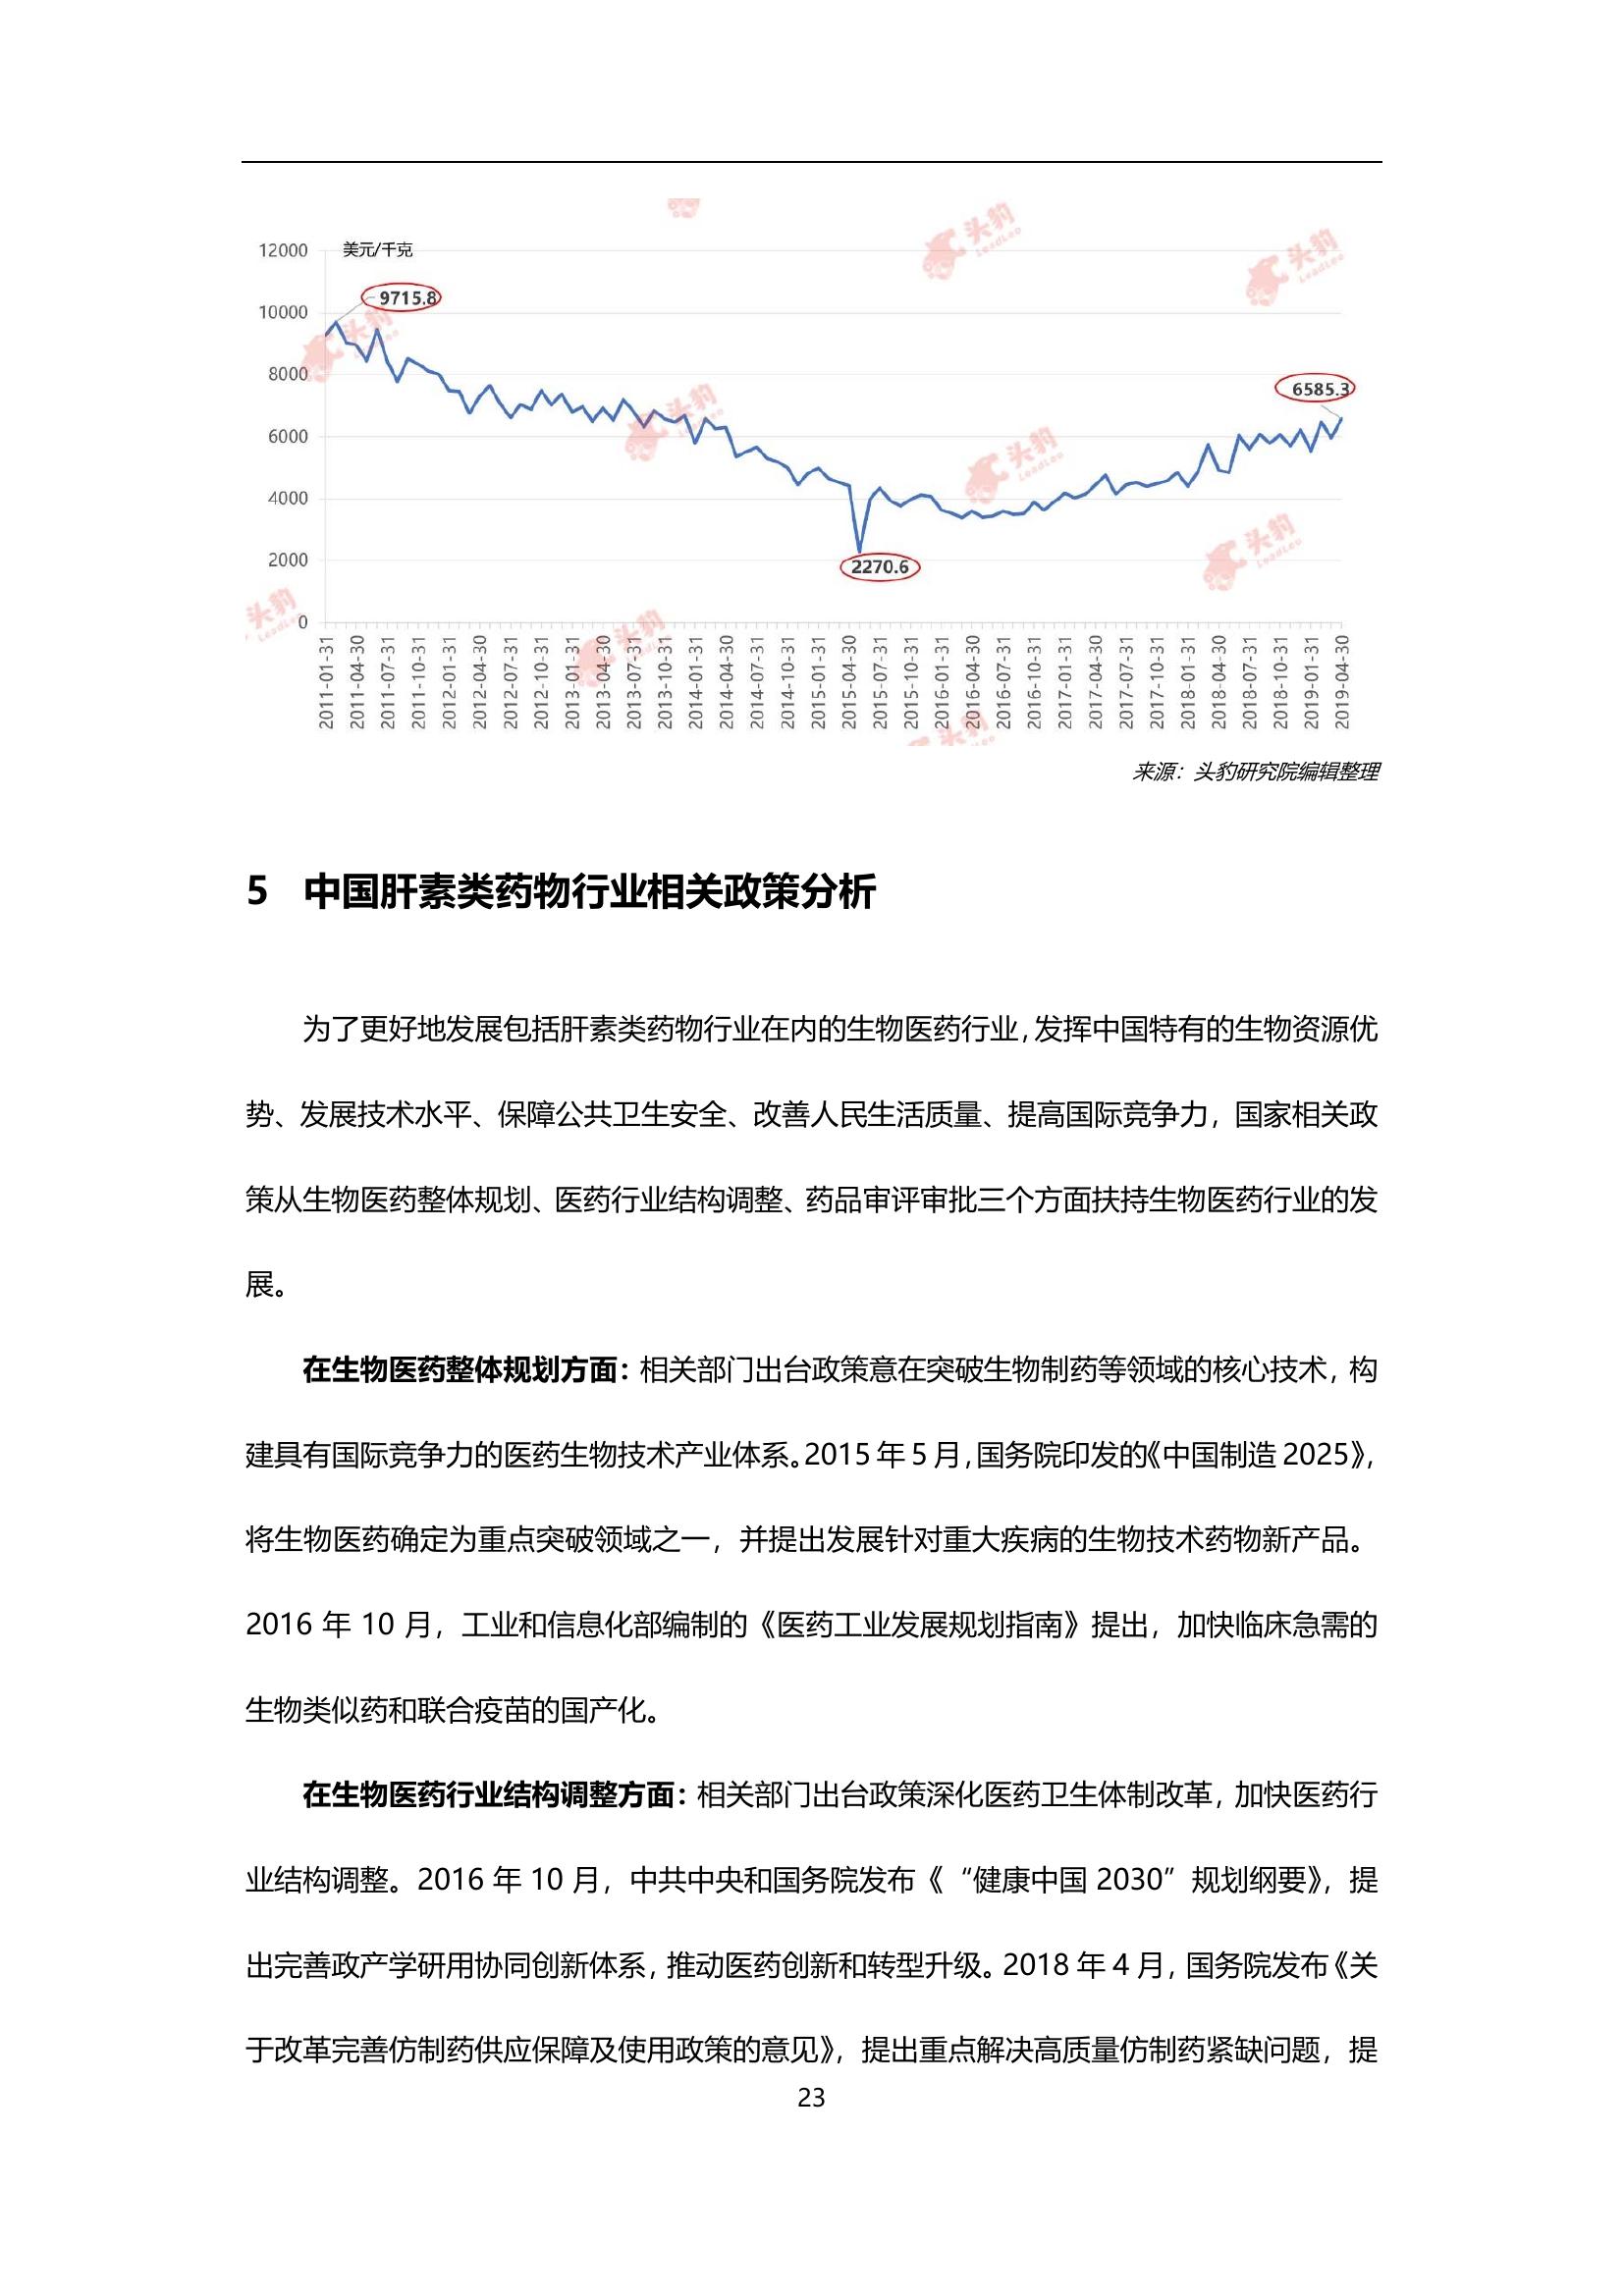 美元/千克
12000
10000
8000
6000
4000
2000
0
9715.8
2270.6
6585.3
2011-01-31
2011-04-30
2011-07-31
2011-10-31
2012-01-31
2012-04-30
2012-07-31
2012-10-31
2013-01-31
2013-04-30
2013-07-31
2013-10-31
2014-01-31
2014-04-30
2014-07-31
2014-10-31
2015-01-31
2015-04-30
2015-07-31
2015-10-31
2016-01-31
2016-04-30
2016-07-31
2016-10-31
2017-01-31
2017-04-30
2017-07-31
2017-10-31
2018-01-31
2018-04-30
2018-07-31
2018-10-31
2019-01-31
2019-04-30
头豹
LeadLeo
头豹
LeadLeo
头豹
头豹
LeadLeo
头豹
LeadLeo
头豹
LeadLeo
头豹
LeadLeo
头豹
头豹
来源：头豹研究院编辑整理
5 中国肝素类药物行业相关政策分析
为了更好地发展包括肝素类药物行业在内的生物医药行业，发挥中国特有的生物资源优
势、发展技术水平、保障公共卫生安全、改善人民生活质量、提高国际竞争力，国家相关政
策从生物医药整体规划、医药行业结构调整、药品审评审批三个方面扶持生物医药行业的发
展。
在生物医药整体规划方面：相关部门出台政策意在突破生物制药等领域的核心技术，构
建具有国际竞争力的医药生物技术产业体系。2015 年 5 月，国务院印发的《中国制造 2025》，
将生物医药确定为重点突破领域之一，并提出发展针对重大疾病的生物技术药物新产品。
2016 年 10 月，工业和信息化部编制的《医药工业发展规划指南》提出，加快临床急需的
生物类似药和联合疫苗的国产化。
在生物医药行业结构调整方面：相关部门出台政策深化医药卫生体制改革，加快医药行
业结构调整。2016 年 10 月，中共中央和国务院发布《 “健康中国 2030” 规划纲要》，提
出完善政产学研用协同创新体系，推动医药创新和转型升级。2018 年 4 月，国务院发布《关
于改革完善仿制药供应保障及使用政策的意见》，提出重点解决高质量仿制药紧缺问题，提
23